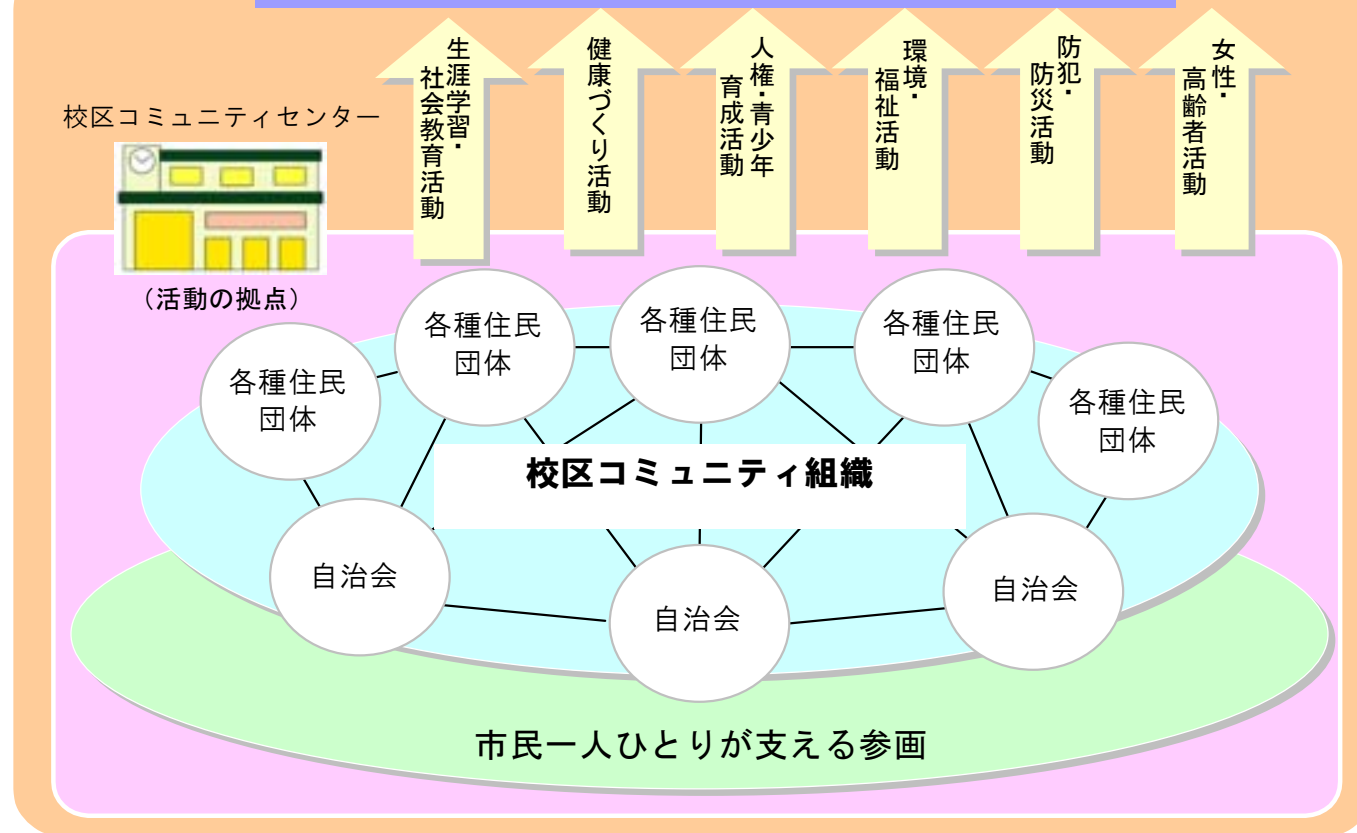 生涯学習・
社会教育活動
健康づくり活動
人権・青少年
育成活動
環境・
福祉活動
防犯・
防災活動
女性・
高齢者活動
校区コミュニティセンター
（活動の拠点）
各種住民
団体
各種住民
団体
各種住民
団体
各種住民
団体
各種住民
団体
校区コミュニティ組織
自治会
自治会
自治会
市民一人ひとりが支える参画